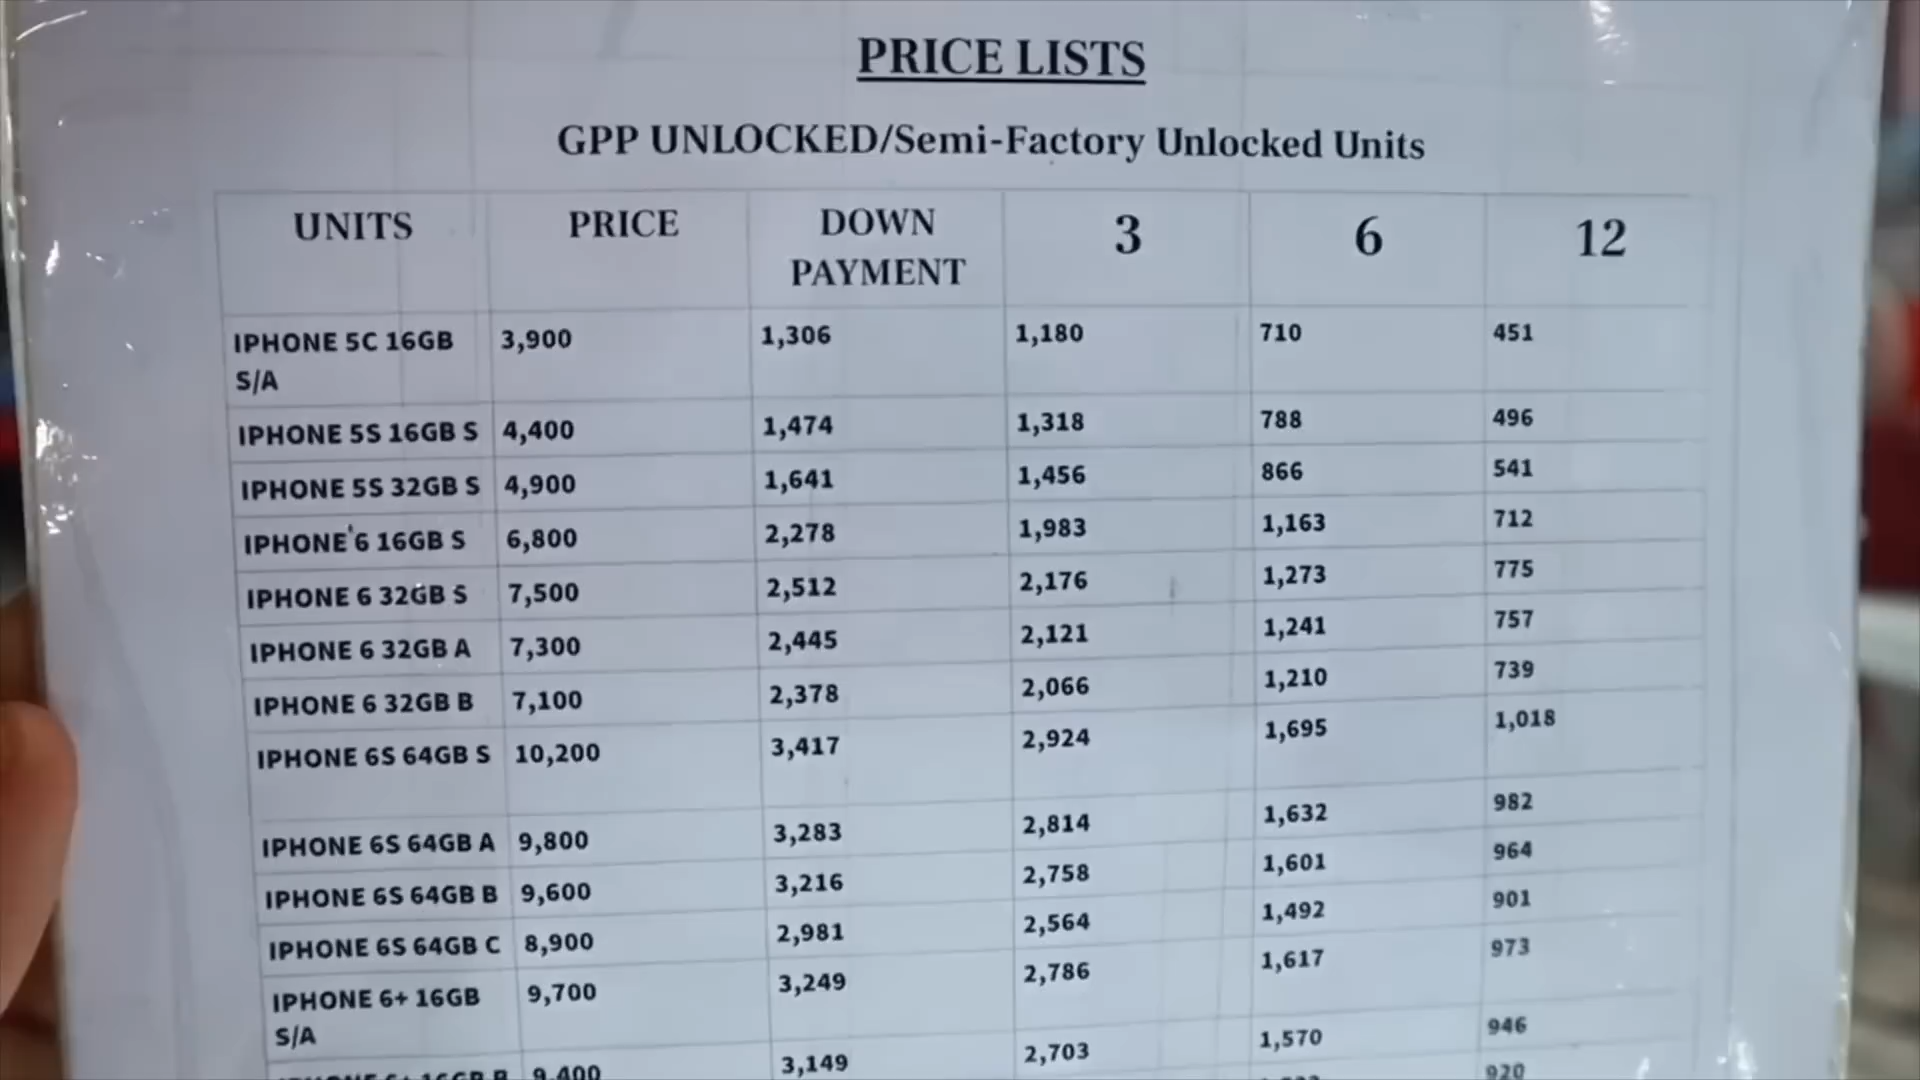 PRICE LISTS
GPP UNLOCKED/Semi-Factory Unlocked Units
UNITS PRICE DOWN PAYMENT 3 6 12
IPHONE 5C 16GB S/A 3,900 1,306 1,180 710 451
IPHONE 5S 16GB S 4,400 1,474 1,318 788 496
IPHONE 5S 32GB S 4,900 1,641 1,456 866 541
IPHONE 6 16GB S 6,800 2,278 1,983 1,163 712
IPHONE 6 32GB S 7,500 2,512 2,176 1,273 775
IPHONE 6 32GB A 7,300 2,445 2,121 1,241 757
IPHONE 6 32GB B 7,100 2,378 2,066 1,210 739
IPHONE 6S 64GB S 10,200 3,417 2,924 1,695 1,018
IPHONE 6S 64GB A 9,800 3,283 2,814 1,632 982
IPHONE 6S 64GB B 9,600 3,216 2,758 1,601 964
IPHONE 6S 64GB C 8,900 2,981 2,564 1,492 901
IPHONE 6+ 16GB S/A 9,700 3,249 2,786 1,617 973
IPHONE 6+ 16GB B 9,400 3,149 2,703 1,570 946
920